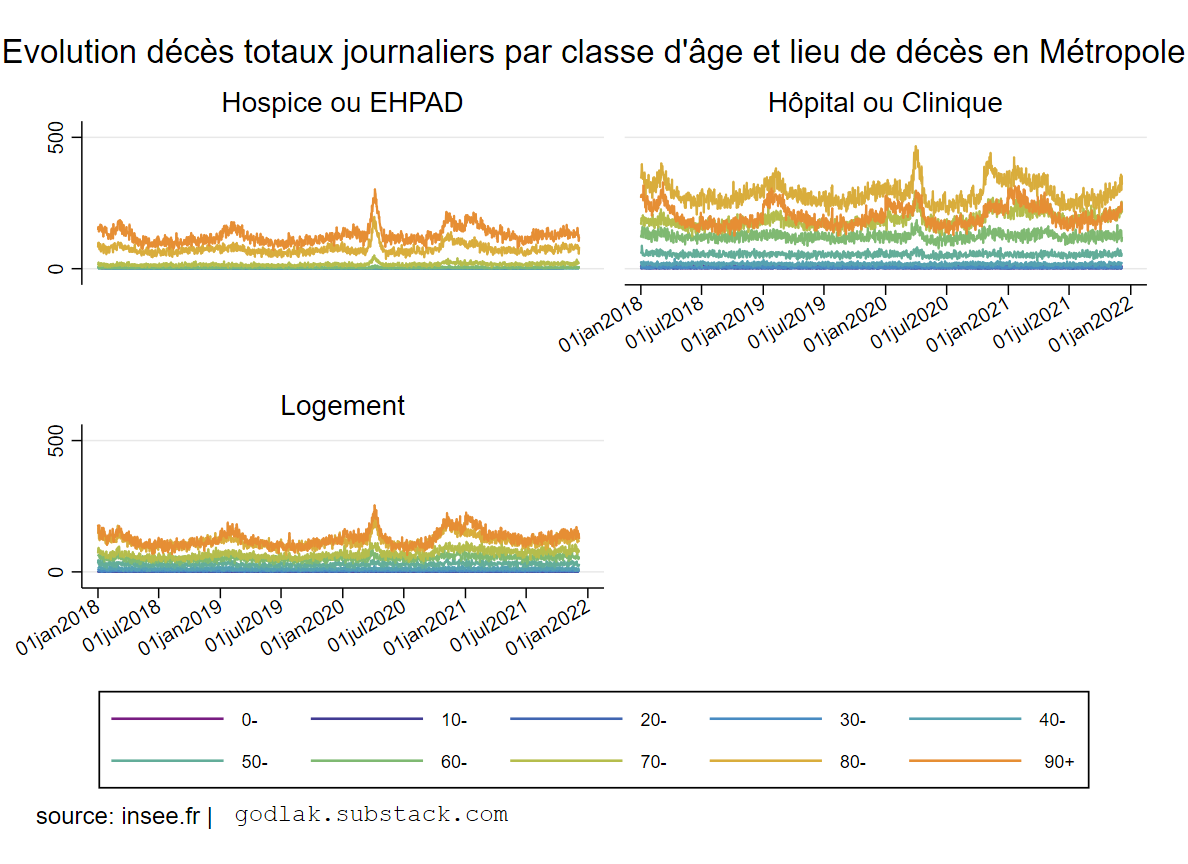 Evolution décès totaux journaliers par classe d'âge et lieu de décès en Métropole
Hospice ou EHPAD
500
0
Hôpital ou Clinique
01jan2018
01jul2018
01jan2019
01jul2019
01jan2020
01jul2020
01jan2021
01jul2021
01jan2022
Logement
500
0
01jan2018
01jul2018
01jan2019
01jul2019
01jan2020
01jul2020
01jan2021
01jul2021
01jan2022
0- 10- 20- 30- 40-
50- 60- 70- 80- 90+
source: insee.fr | godlak.substack.com